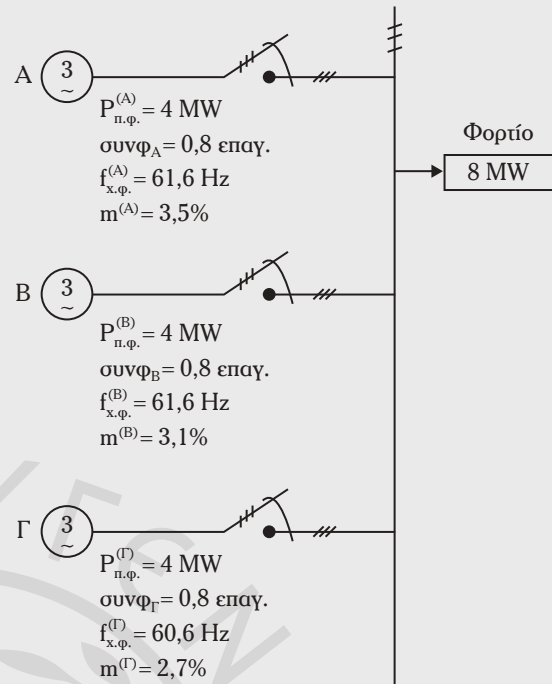 A 3
~
P(A)π.φ. = 4 MW
συνφA = 0,8 επαγ.
f(A)χ.φ. = 61,6 Hz
m(A) = 3,5%
Φορτίο
8 MW
B 3
~
P(B)π.φ. = 4 MW
συνφB = 0,8 επαγ.
f(B)χ.φ. = 61,6 Hz
m(B) = 3,1%
Γ 3
~
P(Γ)π.φ. = 4 MW
συνφΓ = 0,8 επαγ.
f(Γ)χ.φ. = 60,6 Hz
m(Γ) = 2,7%
ΓΕΝ